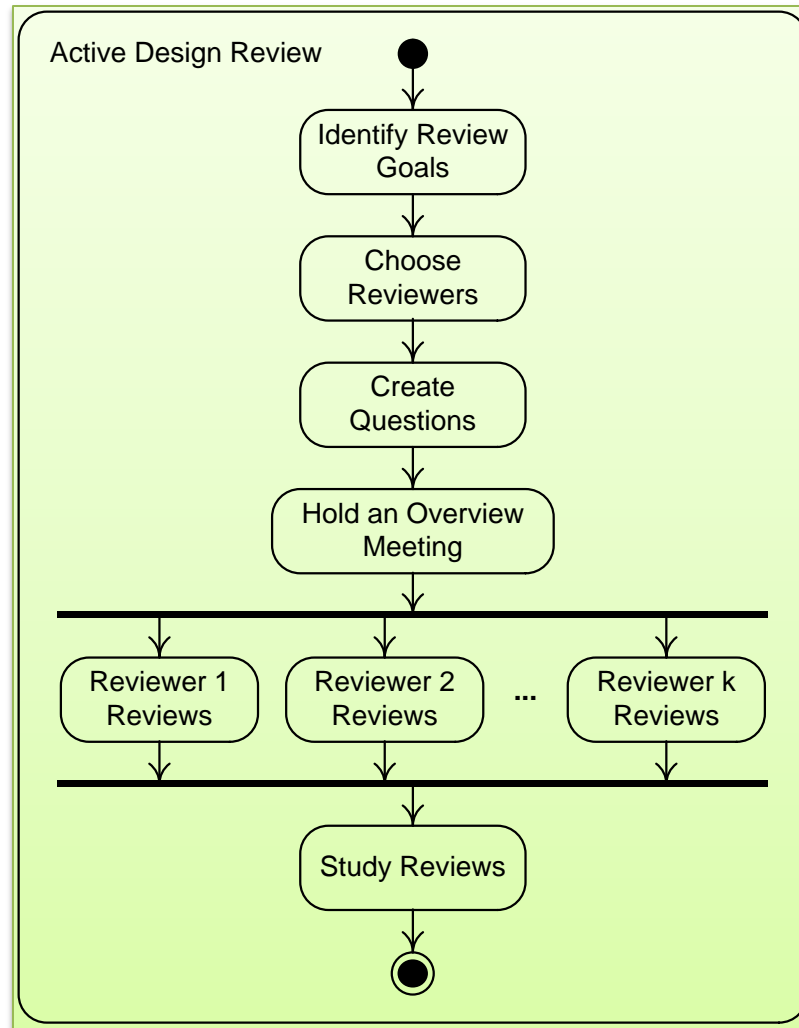 Active Design Review
Identify Review
Goals
Choose
Reviewers
Create
Questions
Hold an Overview
Meeting
Reviewer 1
Reviews
Reviewer 2
Reviews
...
Reviewer k
Reviews
Study Reviews